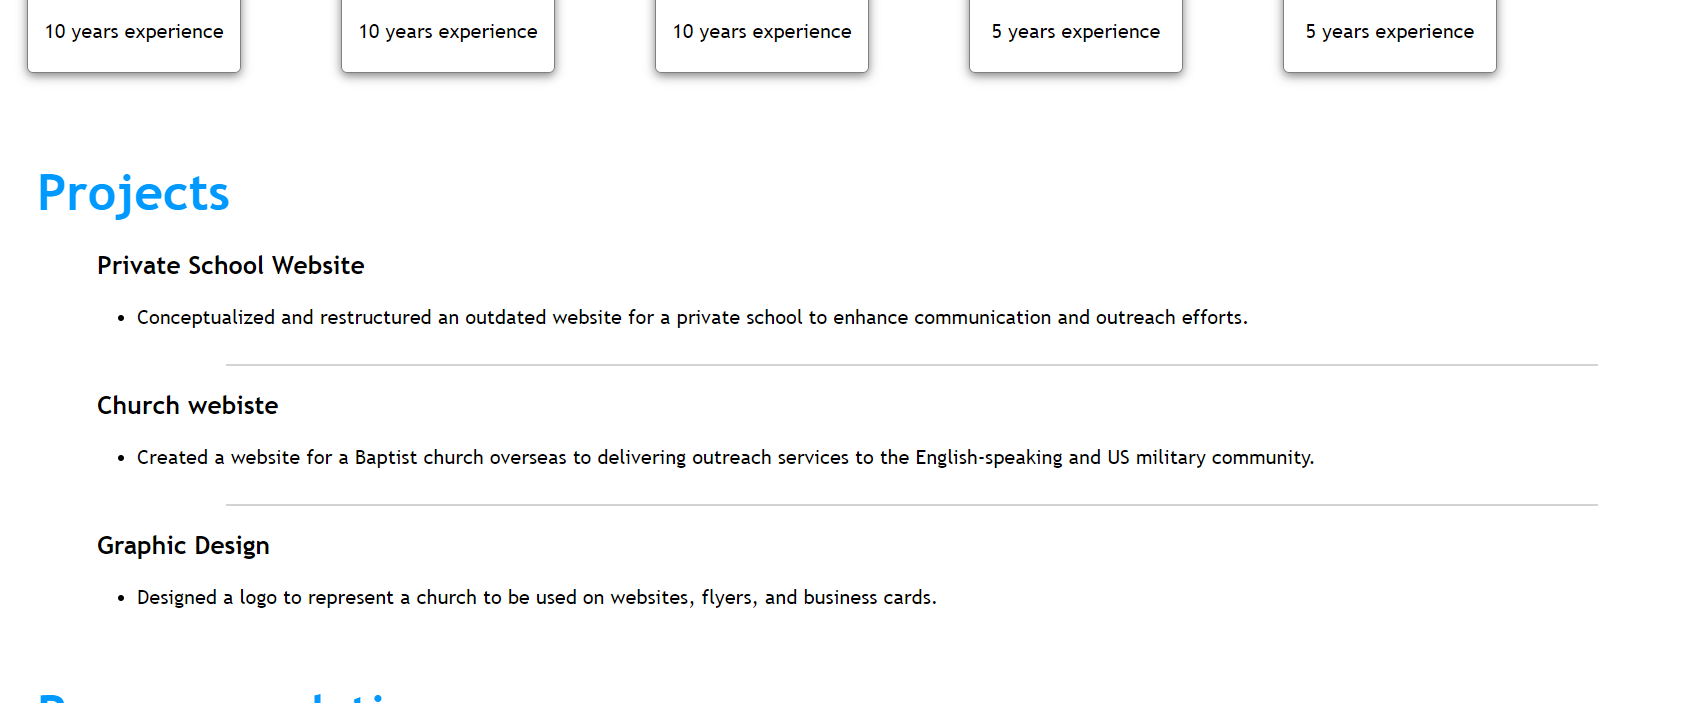 10 years experience
10 years experience
10 years experience
5 years experience
5 years experience
Projects
Private School Website
• Conceptualized and restructured an outdated website for a private school to enhance communication and outreach efforts.
Church webiste
• Created a website for a Baptist church overseas to delivering outreach services to the English-speaking and US military community.
Graphic Design
• Designed a logo to represent a church to be used on websites, flyers, and business cards.